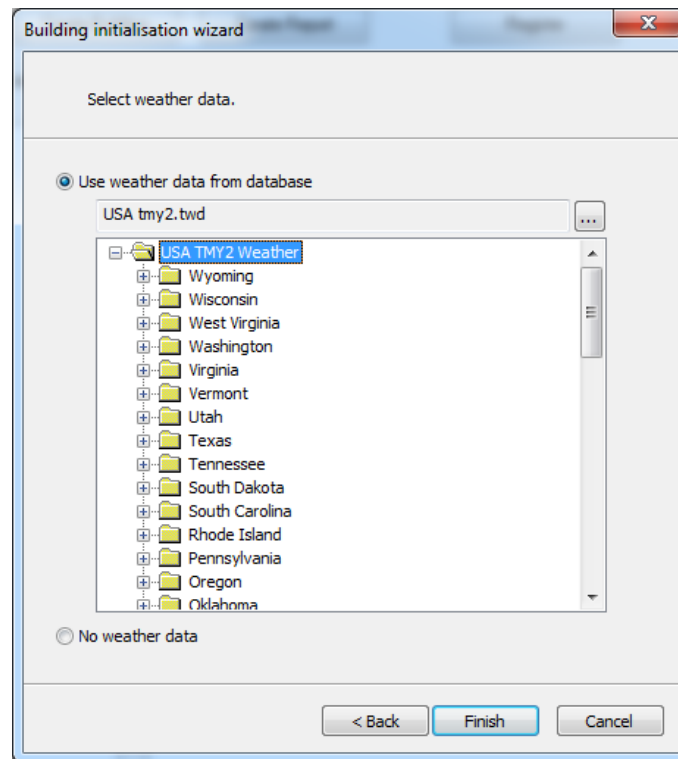 Building initialisation wizard
Select weather data.
Use weather data from database
USA tmy2.twd
...
USA TMY2 Weather
Wyoming
Wisconsin
West Virginia
Washington
Virginia
Vermont
Utah
Texas
Tennessee
South Dakota
South Carolina
Rhode Island
Pennsylvania
Oregon
Oklahoma
No weather data
< Back Finish Cancel